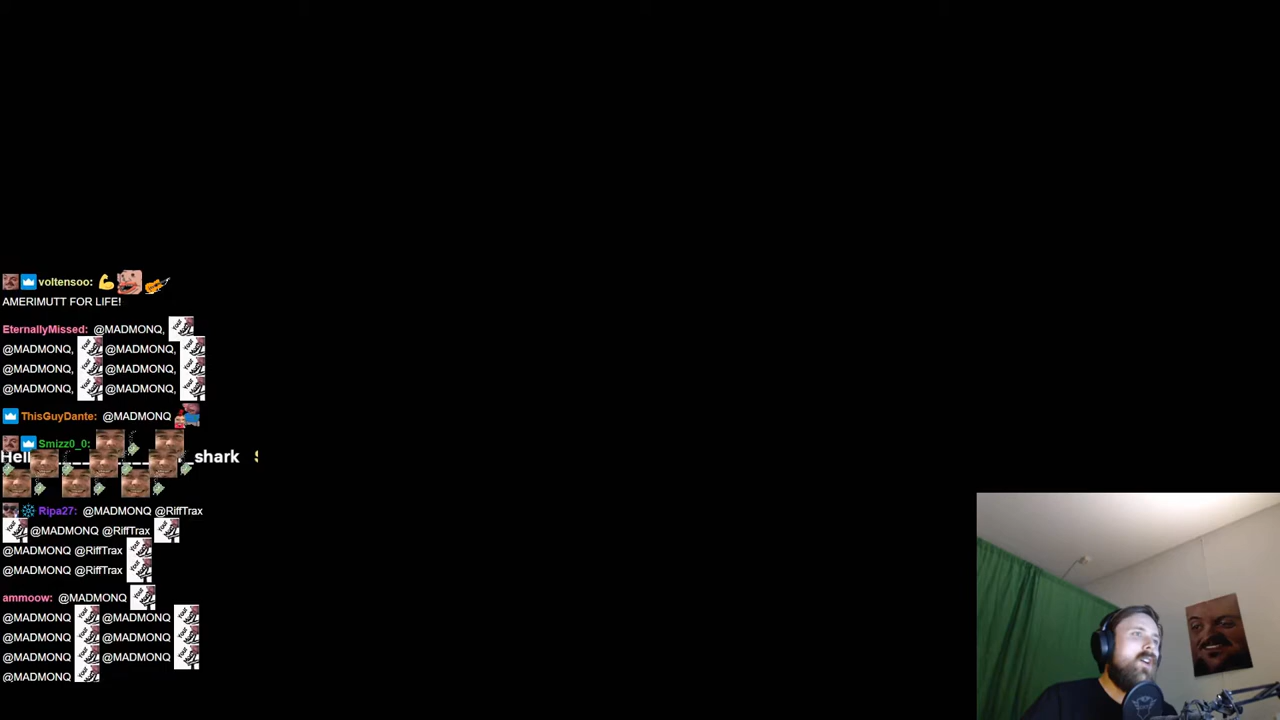 voltensoo:
AMERIMUTT FOR LIFE!
EternallyMissed: @MADMONQ,
@MADMONQ, @MADMONQ,
@MADMONQ, @MADMONQ,
@MADMONQ, @MADMONQ,
ThisGuyDante: @MADMONQ
Smizz0_0:
shark
Ripa27: @MADMONQ @RiffTrax
@MADMONQ @RiffTrax
@MADMONQ @RiffTrax
@MADMONQ @RiffTrax
ammoow: @MADMONQ
@MADMONQ @MADMONQ
@MADMONQ @MADMONQ
@MADMONQ @MADMONQ
@MADMONQ